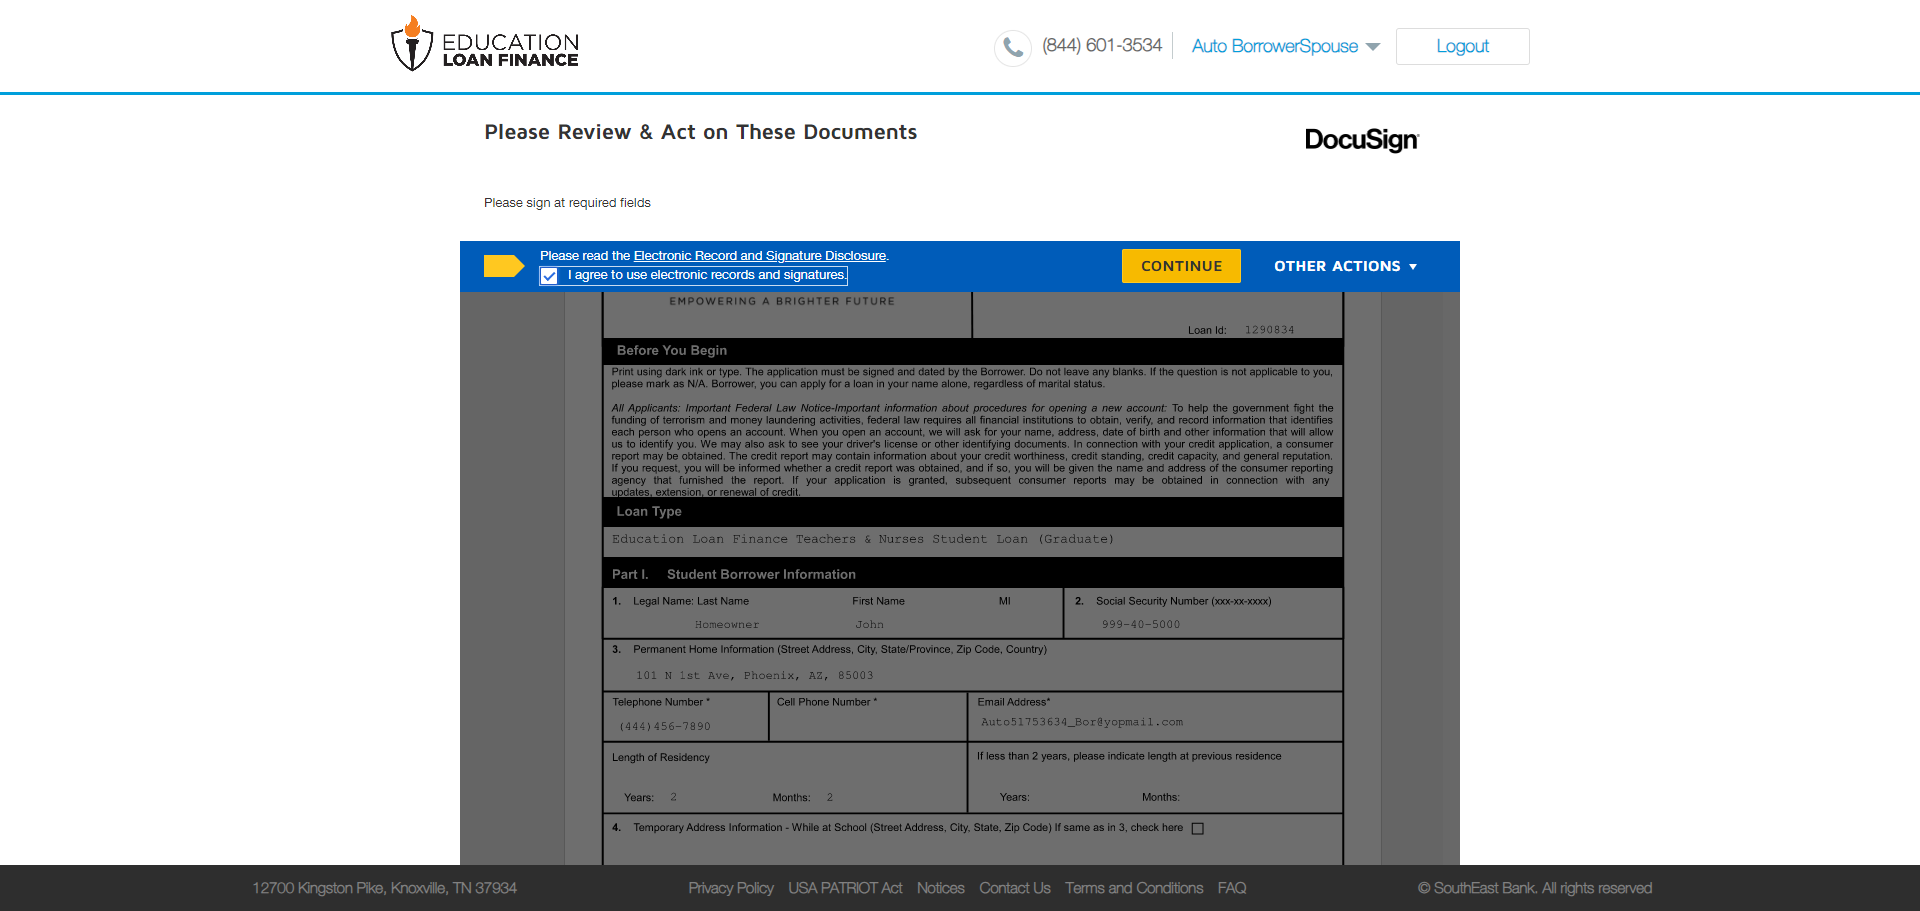 EDUCATION
LOAN FINANCE
(844) 601-3534
Auto BorrowerSpouse
Logout
Please Review & Act on These Documents
DocuSign
Please sign at required fields
Please read the Electronic Record and Signature Disclosure.
I agree to use electronic records and signatures.
CONTINUE
OTHER ACTIONS
EMPOWERING A BRIGHTER FUTURE
Loan Id: 1290834
Before You Begin
Print using dark ink or type. The application must be signed and dated by the Borrower. Do not leave any blanks. If the question is not applicable to you,
please mark as N/A. Borrower, you can apply for a loan in your name alone, regardless of marital status.
All Applicants: Important Federal Law Notice-Important information about procedures for opening a new account: To help the government fight the
funding of terrorism and money laundering activities, federal law requires all financial institutions to obtain, verify, and record information that identifies
each person who opens an account. When you open an account, we will ask for your name, address, date of birth and other information that will allow
us to identify you. We may also ask to see your driver's license or other identifying documents. In connection with your credit application, a consumer
report may be obtained. The credit report may contain information about your credit worthiness, credit standing, credit capacity, and general reputation.
If you request, you will be informed whether a credit report was obtained, and if so, you will be given the name and address of the consumer reporting
agency that furnished the report. If your application is granted, subsequent consumer reports may be obtained in connection with any
updates, extension, or renewal of credit.
Loan Type
Education Loan Finance Teachers & Nurses Student Loan (Graduate)
Part I. Student Borrower Information
1. Legal Name: Last Name First Name MI 2. Social Security Number (xxx-xx-xxxx)
Homeowner John 999-40-5000
3. Permanent Home Information (Street Address, City, State/Province, Zip Code, Country)
101 N 1st Ave, Phoenix, AZ, 85003
Telephone Number * Cell Phone Number * Email Address*
(444)456-7890 Auto51753634_Bor@yopmail.com
Length of Residency If less than 2 years, please indicate length at previous residence
Years: 2 Months: 2 Years: Months:
4. Temporary Address Information - While at School (Street Address, City, State, Zip Code) If same as in 3, check here
12700 Kingston Pike, Knoxville, TN 37934 Privacy Policy USA PATRIOT Act Notices Contact Us Terms and Conditions FAQ © SouthEast Bank. All rights reserved